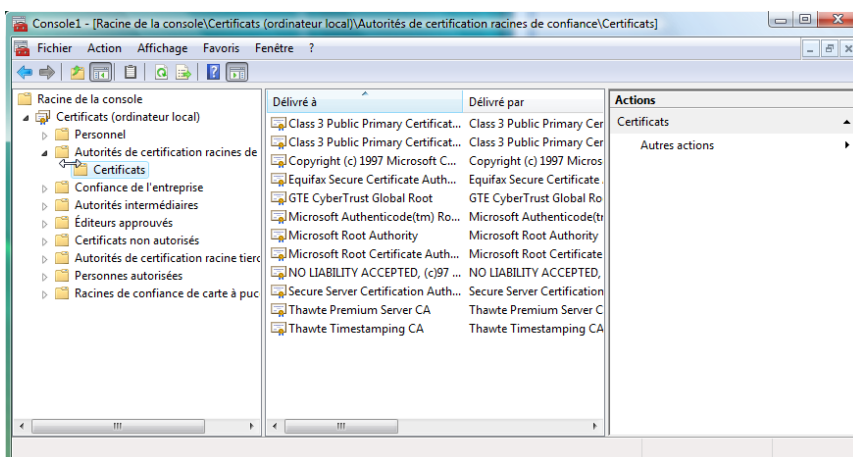 Console1 - [Racine de la console\Certificats (ordinateur local)\Autorités de certification racines de confiance\Certificats]
Fichier Action Affichage Favoris Fenêtre ?
Racine de la console
Certificats (ordinateur local)
Personnel
Autorités de certification racines de
Certificats
Confiance de l'entreprise
Autorités intermédiaires
Éditeurs approuvés
Certificats non autorisés
Autorités de certification racine tierc
Personnes autorisées
Racines de confiance de carte à puc
Délivré à Délivré par
Class 3 Public Primary Certificat... Class 3 Public Primary Cer
Class 3 Public Primary Certificat... Class 3 Public Primary Cer
Copyright (c) 1997 Microsoft C... Copyright (c) 1997 Micros
Equifax Secure Certificate Auth... Equifax Secure Certificate
GTE CyberTrust Global Root GTE CyberTrust Global Ro
Microsoft Authenticode(tm) Ro... Microsoft Authenticode(t
Microsoft Root Authority Microsoft Root Authority
Microsoft Root Certificate Auth... Microsoft Root Certificate
NO LIABILITY ACCEPTED, (c)97 ... NO LIABILITY ACCEPTED,
Secure Server Certification Auth... Secure Server Certification
Thawte Premium Server CA Thawte Premium Server C
Thawte Timestamping CA Thawte Timestamping CA
Actions
Certificats
Autres actions